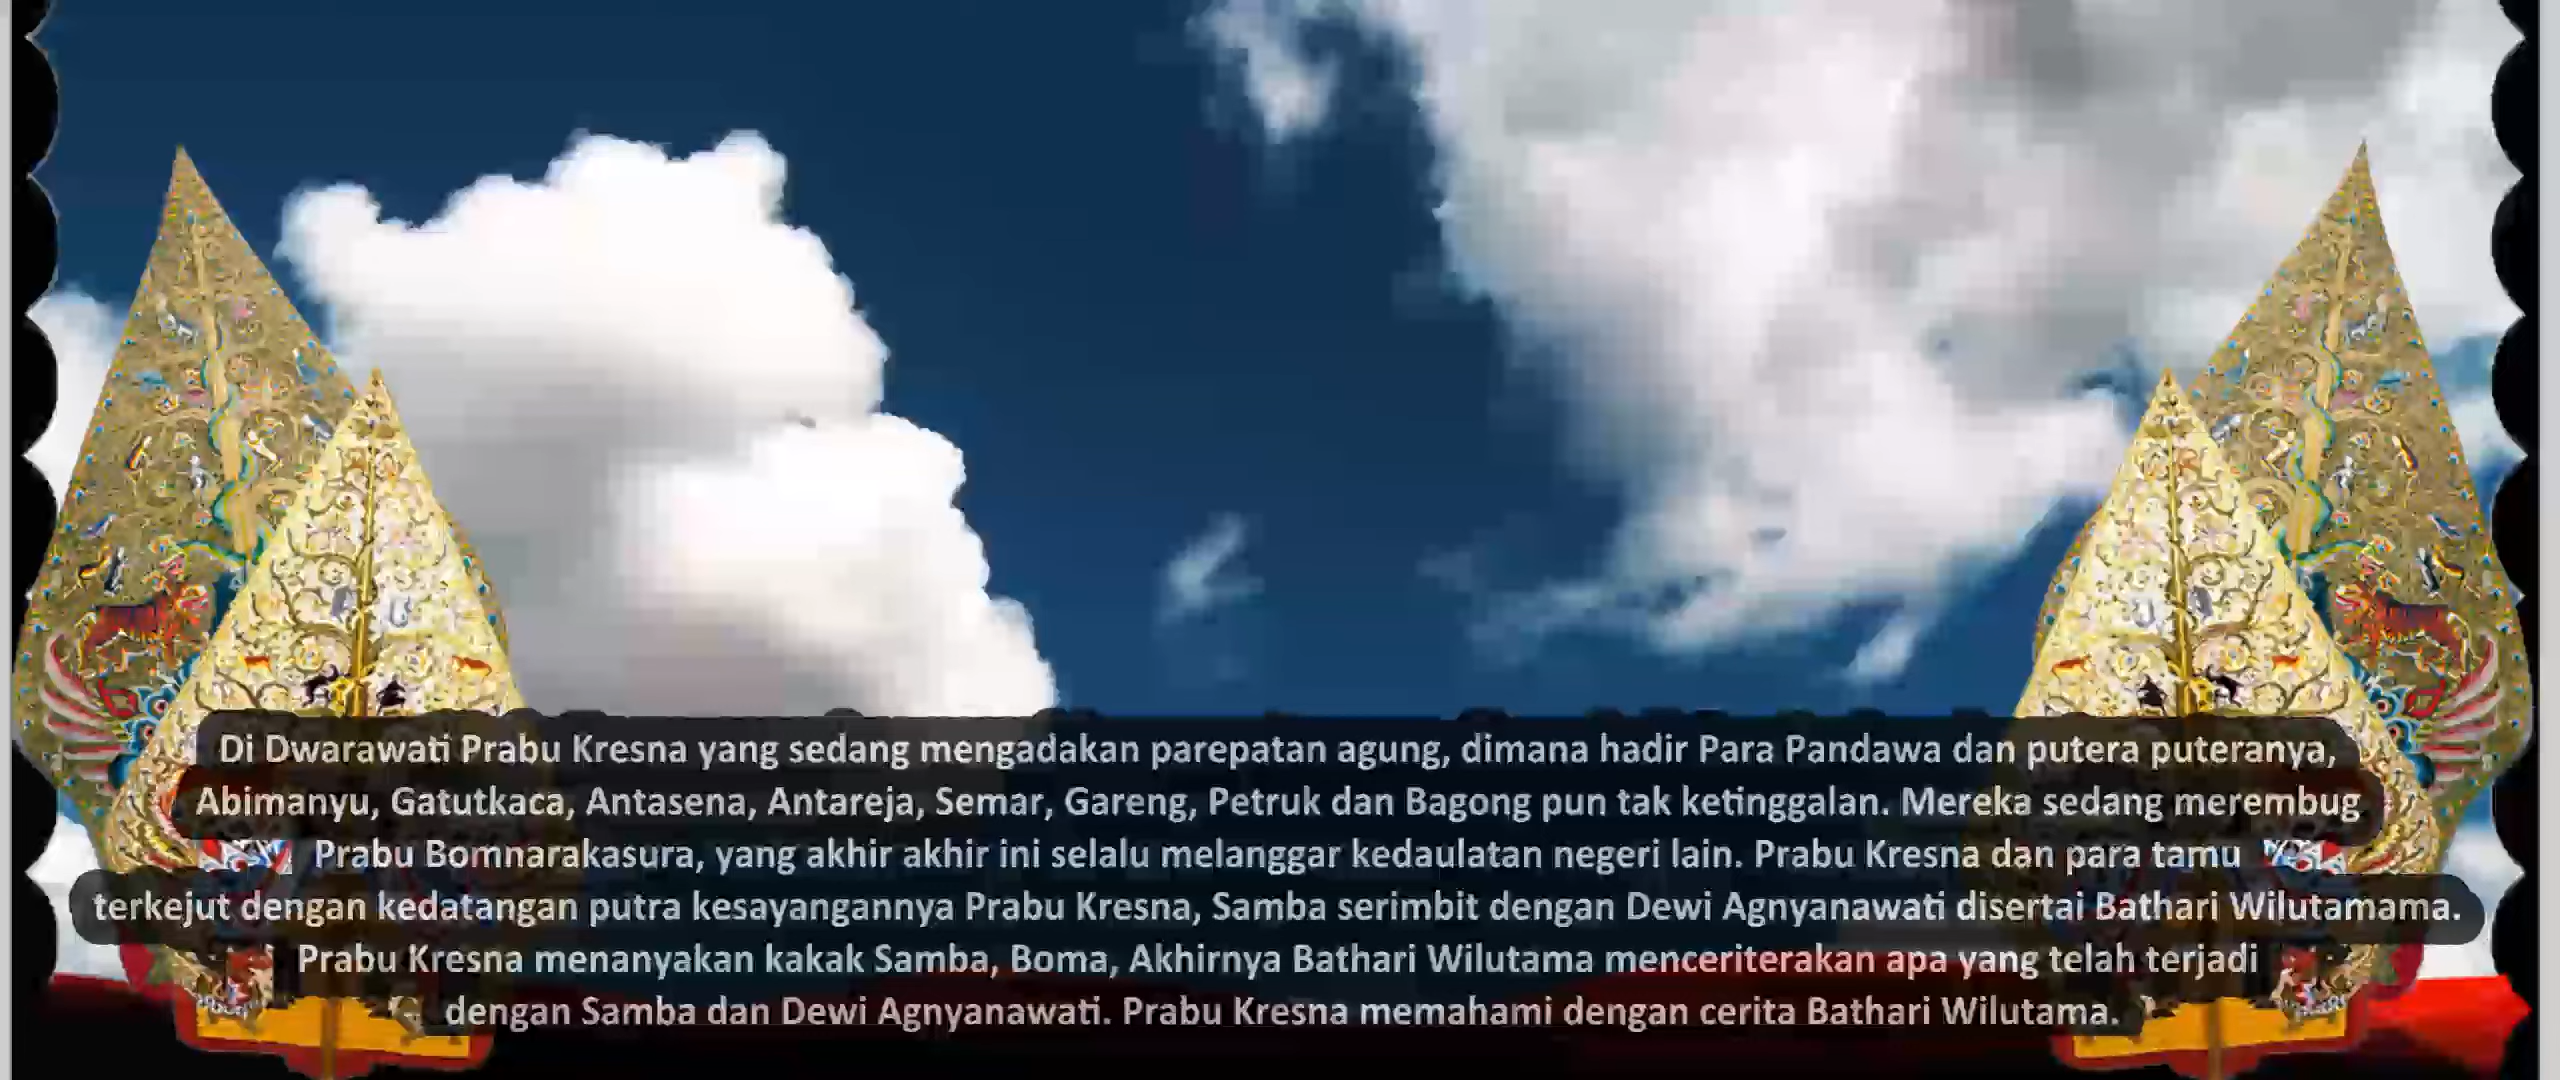 Di Dwarawati Prabu Kresna yang sedang mengadakan parepatan agung, dimana hadir Para Pandawa dan putera puteranya,
Abimanyu, Gatutkaca, Antasena, Antareja, Semar, Gareng, Petruk dan Bagong pun tak ketinggalan. Mereka sedang merembug
Prabu Bomnarakasura, yang akhir akhir ini selalu melanggar kedaulatan negeri lain. Prabu Kresna dan para tamu
terkejut dengan kedatangan putra kesayangannya Prabu Kresna, Samba serimbit dengan Dewi Agnyanawati disertai Bathari Wilutamama.
Prabu Kresna menanyakan kakak Samba, Boma, Akhirnya Bathari Wilutama menceriterakan apa yang telah terjadi
dengan Samba dan Dewi Agnyanawati. Prabu Kresna memahami dengan cerita Bathari Wilutama.